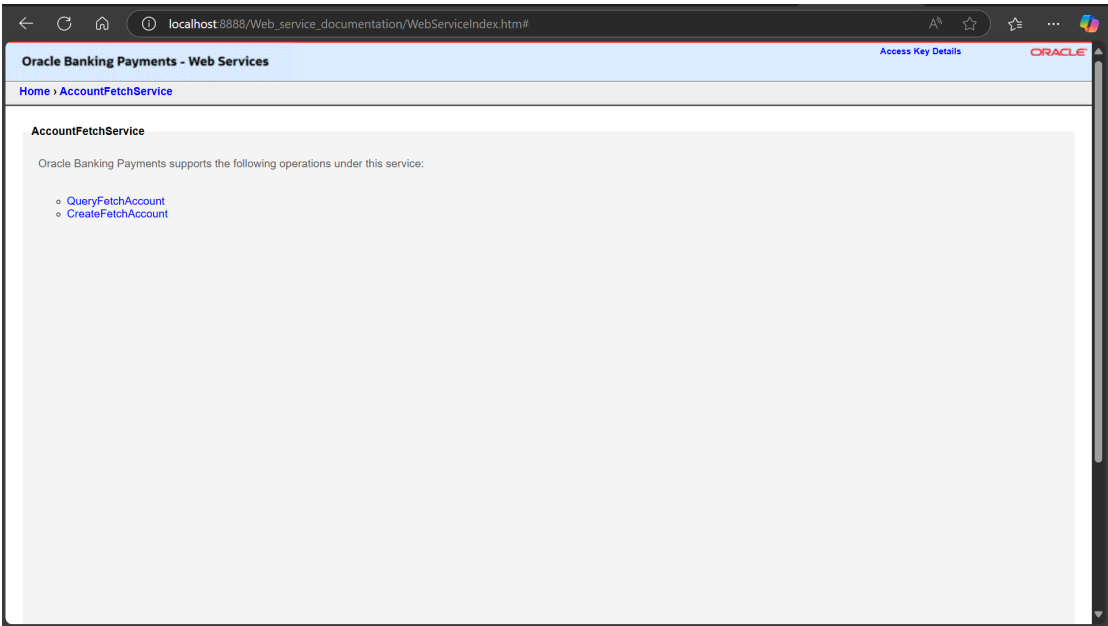 localhost:8888/Web_service_documentation/WebServiceIndex.htm#
Oracle Banking Payments - Web Services
Access Key Details
ORACLE
Home › AccountFetchService
AccountFetchService
Oracle Banking Payments supports the following operations under this service:
QueryFetchAccount
CreateFetchAccount